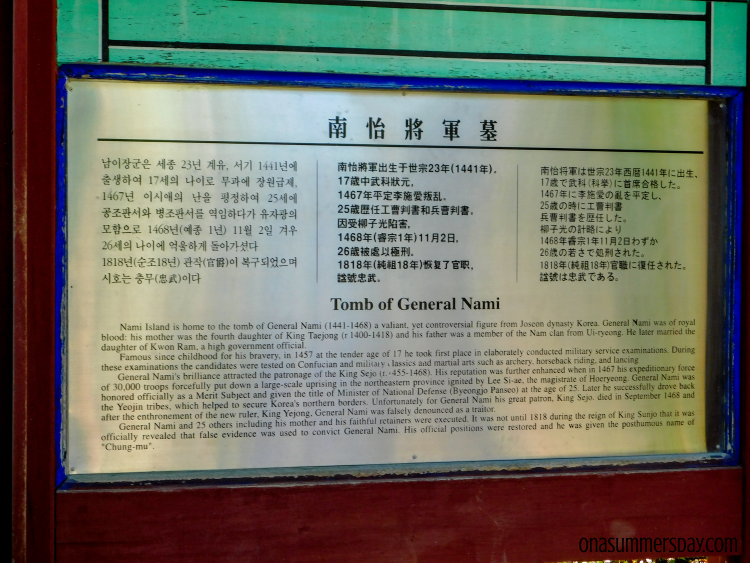 南怡將軍墓
남이장군은 세종 23년 계유, 서기 1441년에
출생하여 17세의 나이로 무과에 장원급제,
1467년 이시애의 난을 평정하여 25세에
공조판서와 병조판서를 역임하다가 유자광의
모함으로 1468년(예종 1년) 11월 2일 겨우
26세의 나이에 억울하게 돌아가셨다
1818년(순조18년) 관작(官爵)이 복구되었으며
시호는 충무(忠武)이다
南怡將軍出生于世宗23年(1441年),
17歲中武科狀元,
1467年平定李施愛叛乱,
25歲歷任工曹判書和兵曹判書,
因受柳子光陷害,
1468年(睿宗1年)11月2日,
26歲被處以極刑,
1818年(純祖18年)恢复了官职,
諡號忠武。
南怡将軍は世宗23年西暦1441年に出生、
17歳で武科(科擧)に首席合格した。
1467年に李施愛の亂を平定し、
25歳の時に工曹判書
兵曹判書を歴任した。
柳子光の計略により
1468年睿宗1年11月2日わずか
26歳の若さで処刑された。
1818年(純祖18年)官職に復任された。
諡號は忠武である。
Tomb of General Nami
Nami Island is home to the tomb of General Nami (1441-1468) a valiant, yet controversial figure from Joseon dynasty Korea. General Nami was of royal
blood: his mother was the fourth daughter of King Taejong (r 1400-1418) and his father was a member of the Nam clan from Ui-ryeong. He later married the
daughter of Kwon Ram, a high government official.
Famous since childhood for his bravery, in 1457 at the tender age of 17 he took first place in elaborately conducted military service examinations. During
these examinations the candidates were tested on Confucian and military classics and martial arts such as archery, horseback riding, and lancing
General Nami's brilliance attracted the patronage of the King Sejo (r. -455-1468). His reputation was further enhanced when in 1467 his expeditionary force
of 30,000 troops forcefully put down a large-scale uprising in the northeastern province ignited by Lee Si-ae, the magistrate of Hoeryeong. General Nami was
honored officially as a Merit Subject and given the title of Minister of National Defense (Byeongjo Panseo) at the age of 25. Later he successfully drove back
the Yeojin tribes, which helped to secure Korea's northern borders. Unfortunately for General Nami his great patron, King Sejo. died in September 1468 and
after the enthronement of the new ruler, King Yejong, General Nami was falsely denounced as a traitor.
General Nami and 25 others including his mother and his faithful retainers were executed. It was not until 1818 during the reign of King Sunjo that it was
officially revealed that false evidence was used to convict General Nami. His official positions were restored and he was given the posthumous name of
"Chung-mu".
onasummersday.com